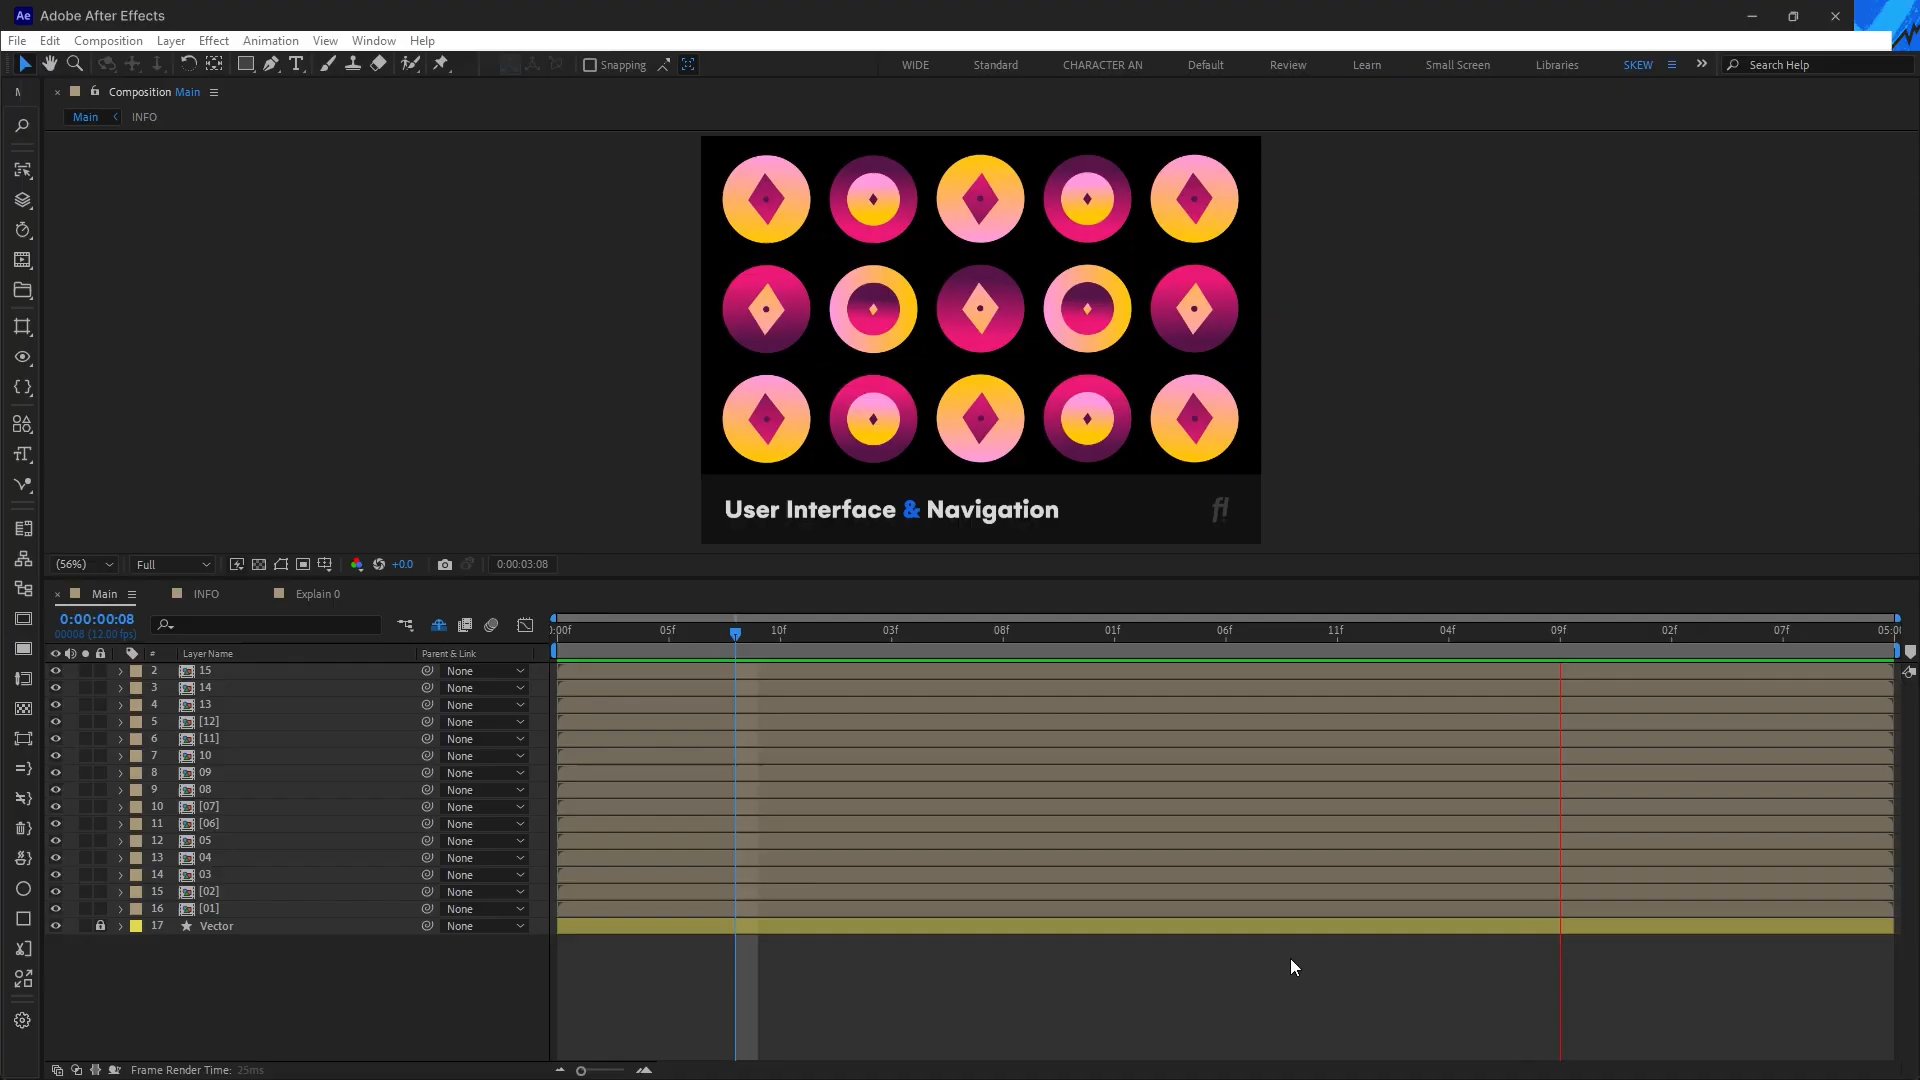 Ae Adobe After Effects
File Edit Composition Layer Effect Animation View Window Help
Snapping WIDE Standard CHARACTER AN Default Review Learn Small Screen Libraries SKEW Search Help
Composition Main
Main INFO
User Interface & Navigation
fl
(56%) Full +0.0 0:00:03:08
Main INFO Explain 0
0:00:00:08
00008 (12.00 fps)
:00f 05f 10f 03f 08f 01f 06f 11f 04f 09f 02f 07f 05:00
# Layer Name Parent & Link
2 15 None
3 14 None
4 13 None
5 [12] None
6 [11] None
7 10 None
8 09 None
9 08 None
10 [07] None
11 [06] None
12 05 None
13 04 None
14 03 None
15 [02] None
16 [01] None
17 Vector None
Frame Render Time: 25ms